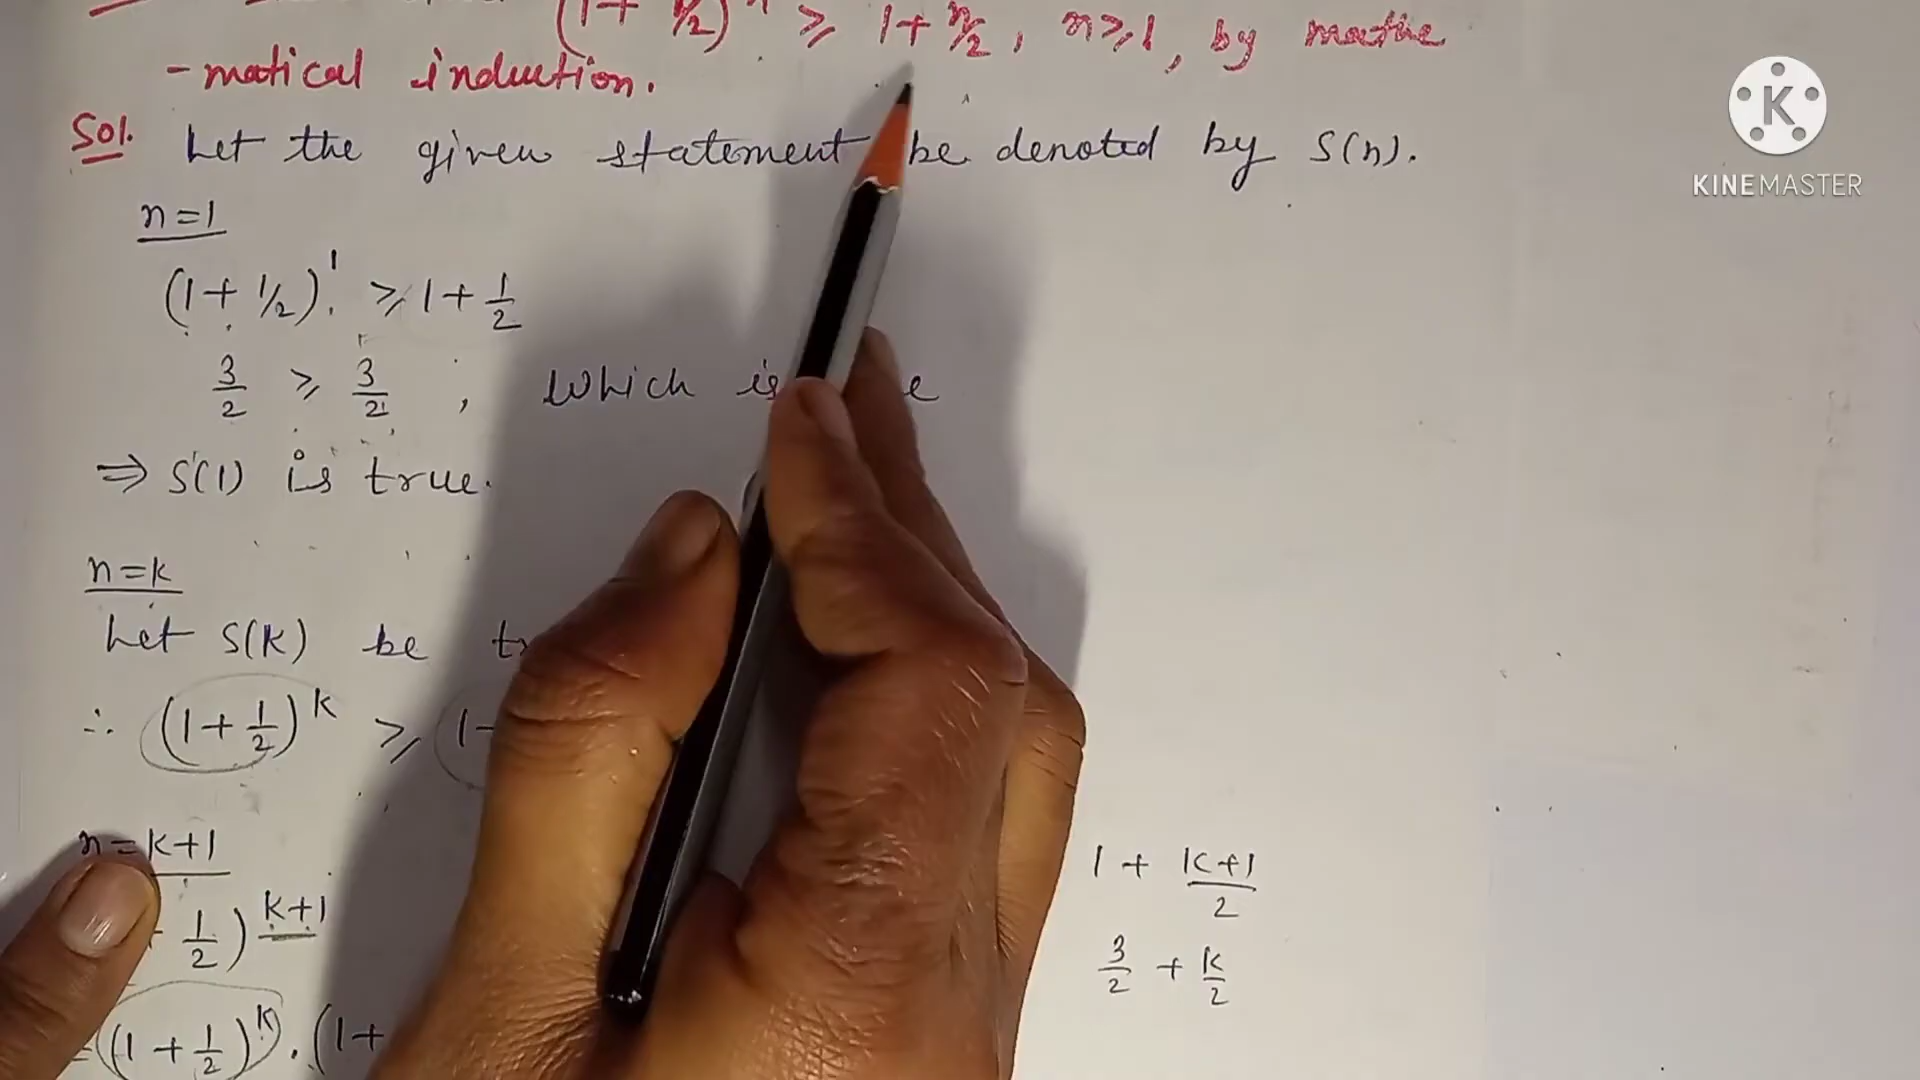 (1 + 1/2)^n ≥ 1 + n/2, n ≥ 1, by mathe
-matical induction.
Sol. Let the given statement be denoted by S(n).
n=1
(1 + 1/2)^1 ≥ 1 + 1/2
3/2 ≥ 3/2 , which is
⇒ S(1) is true.
n=k
Let S(k) be
∴ (1 + 1/2)^k ≥ (1
n=k+1
1/2)^k+1
1 + k+1/2
3/2 + k/2
= (1 + 1/2)^k . (1+
K
KINEMASTER